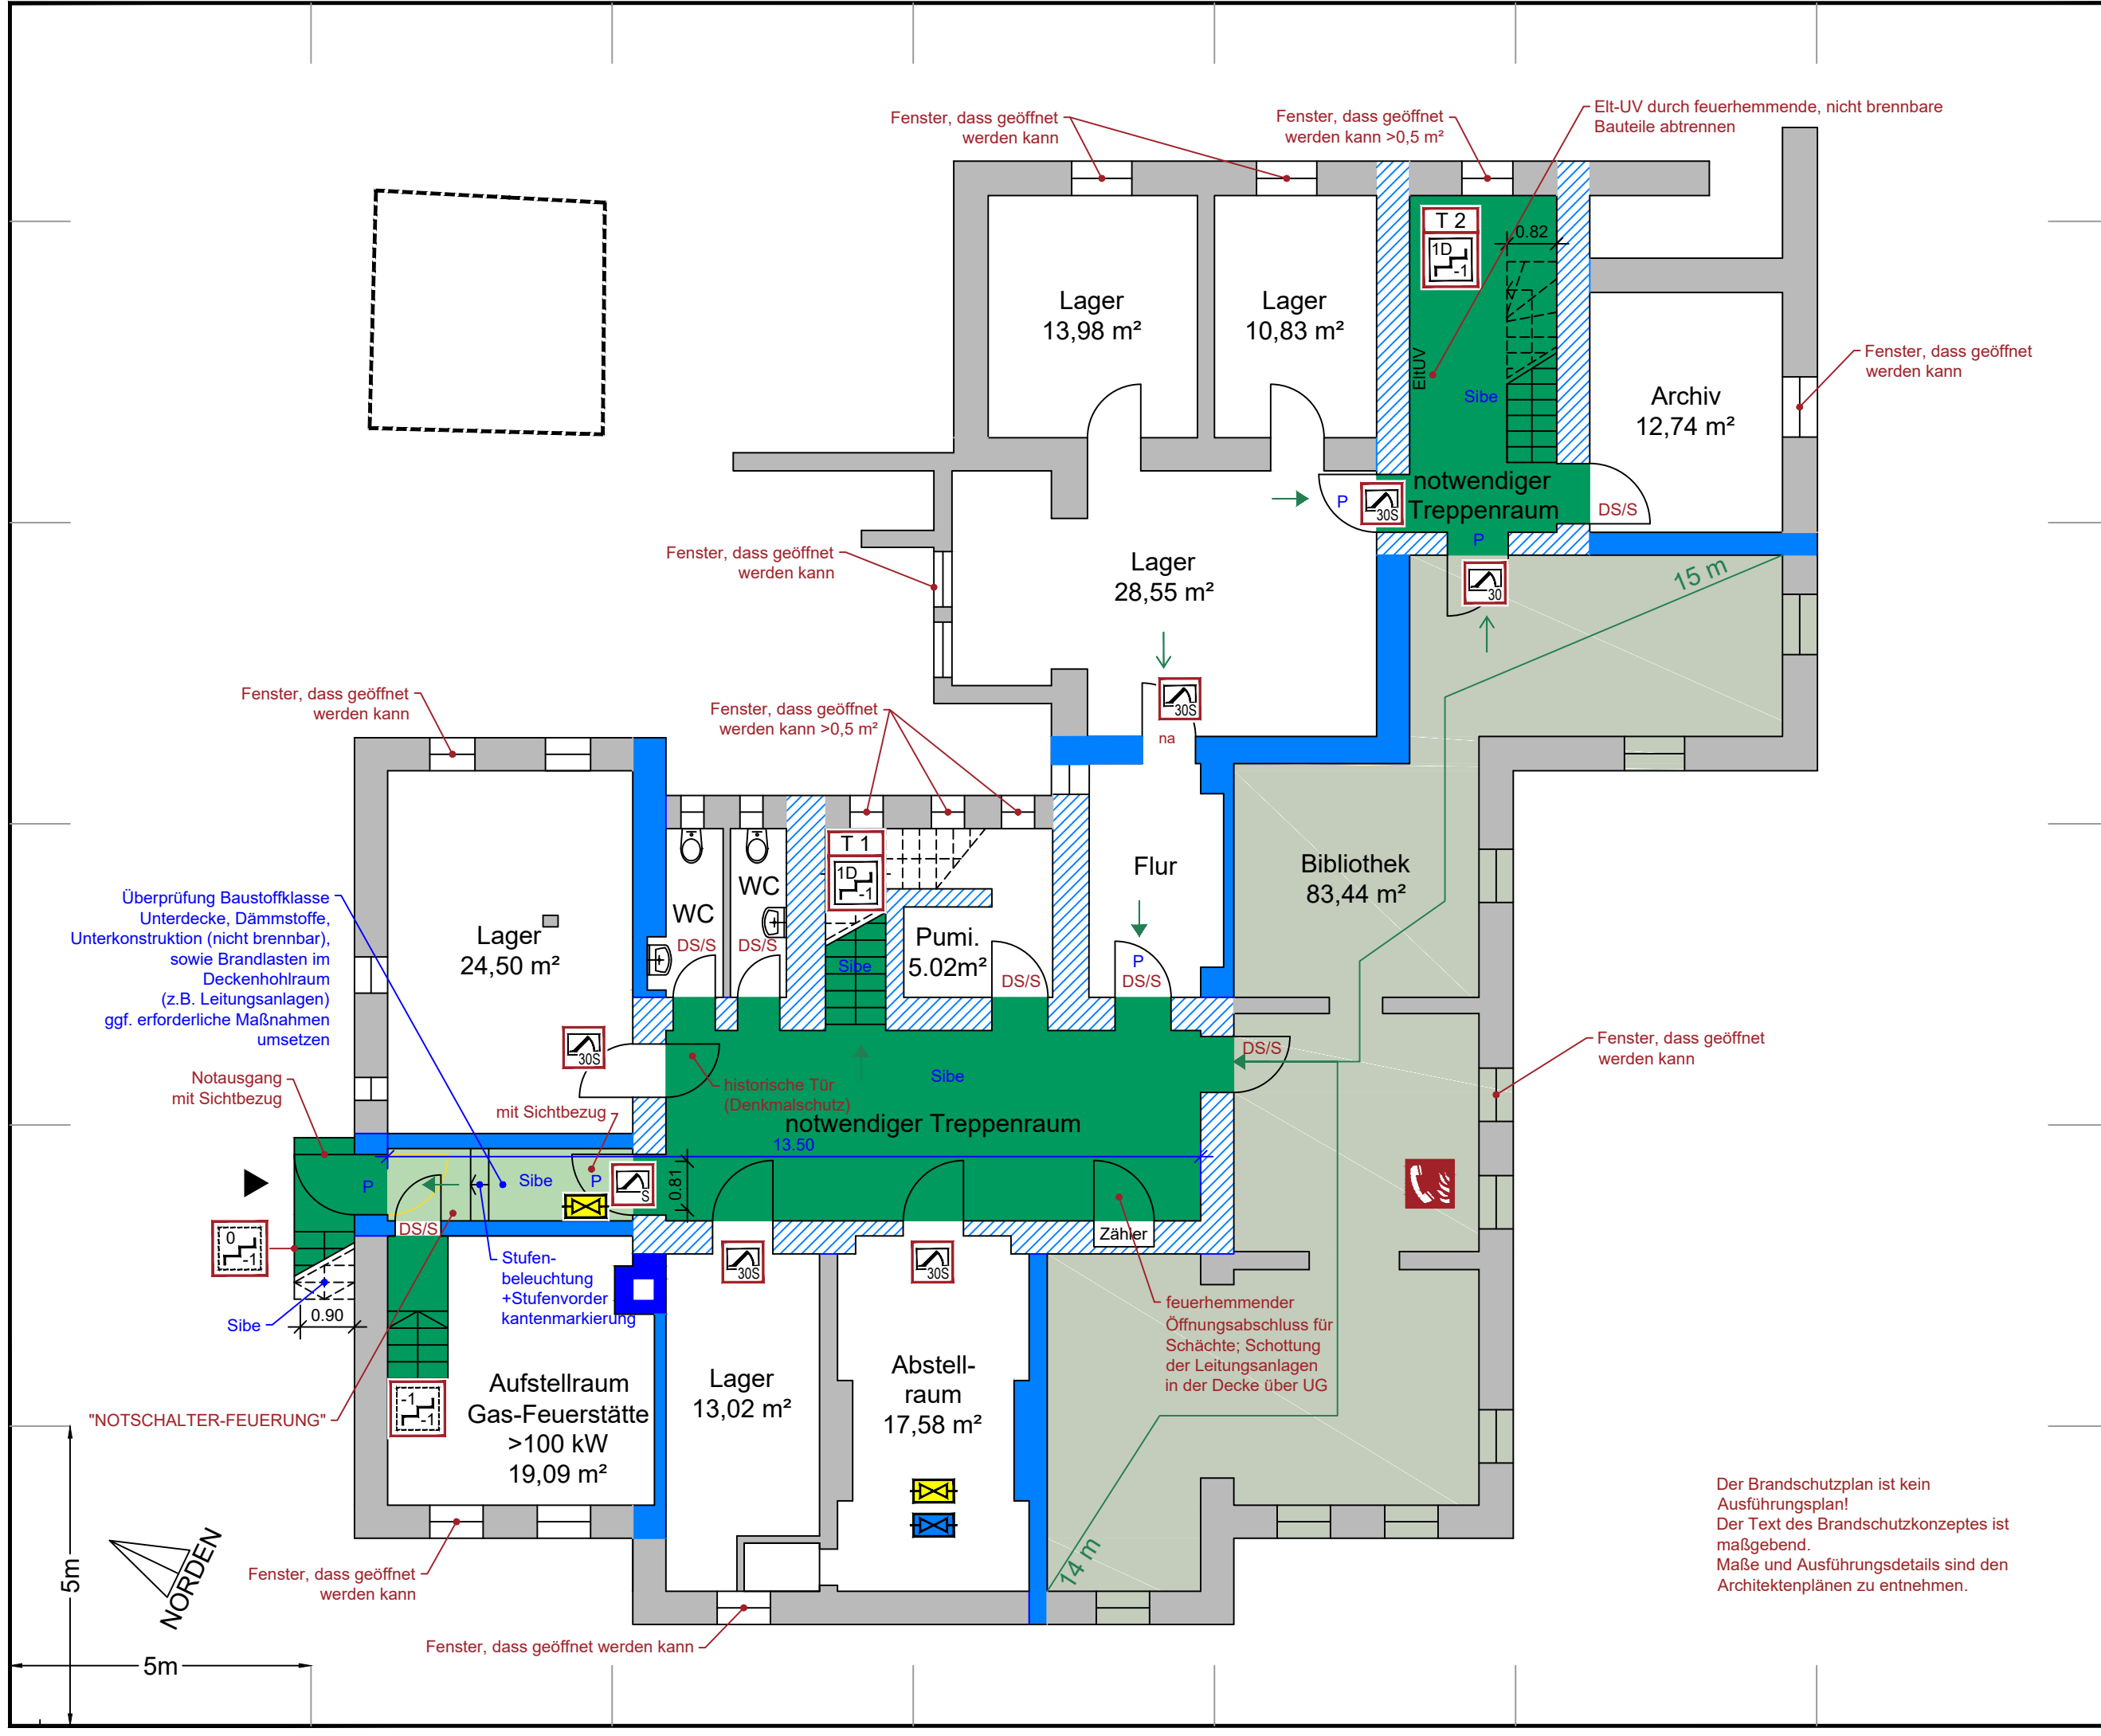 Fenster, dass geöffnet
werden kann
Fenster, dass geöffnet
werden kann >0,5 m²
Elt-UV durch feuerhemmende, nicht brennbare
Bauteile abtrennen
T 2
1D
-1
0.82
Lager
13,98 m²
Lager
10,83 m²
EltUV
Sibe
Archiv
12,74 m²
Fenster, dass geöffnet
werden kann
notwendiger
Treppenraum
P
30S
DS/S
P
30
15 m
Fenster, dass geöffnet
werden kann
Lager
28,55 m²
30S
na
Fenster, dass geöffnet
werden kann
Fenster, dass geöffnet
werden kann >0,5 m²
T 1
1D
-1
WC
WC
DS/S
DS/S
Sibe
Pumi.
5.02m²
DS/S
Flur
P
DS/S
Bibliothek
83,44 m²
Lager
24,50 m²
Überprüfung Baustoffklasse
Unterdecke, Dämmstoffe,
Unterkonstruktion (nicht brennbar),
sowie Brandlasten im
Deckenhohlraum
(z.B. Leitungsanlagen)
ggf. erforderliche Maßnahmen
umsetzen
30S
DS/S
Fenster, dass geöffnet
werden kann
Notausgang
mit Sichtbezug
mit Sichtbezug
historische Tür
(Denkmalschutz)
Sibe
notwendiger Treppenraum
13.50
P
Sibe
P
S
0.81
DS/S
0
-1
Sibe
0.90
Stufen-
beleuchtung
+Stufenvorder
kantenmarkierung
30S
30S
Zähler
feuerhemmender
Öffnungsabschluss für
Schächte; Schottung
der Leitungsanlagen
in der Decke über UG
-1
-1
"NOTSCHALTER-FEUERUNG"
Aufstellraum
Gas-Feuerstätte
>100 kW
19,09 m²
Lager
13,02 m²
Abstell-
raum
17,58 m²
14 m
Der Brandschutzplan ist kein
Ausführungsplan!
Der Text des Brandschutzkonzeptes ist
maßgebend.
Maße und Ausführungsdetails sind den
Architektenplänen zu entnehmen.
NORDEN
5m
5m
Fenster, dass geöffnet
werden kann
Fenster, dass geöffnet werden kann